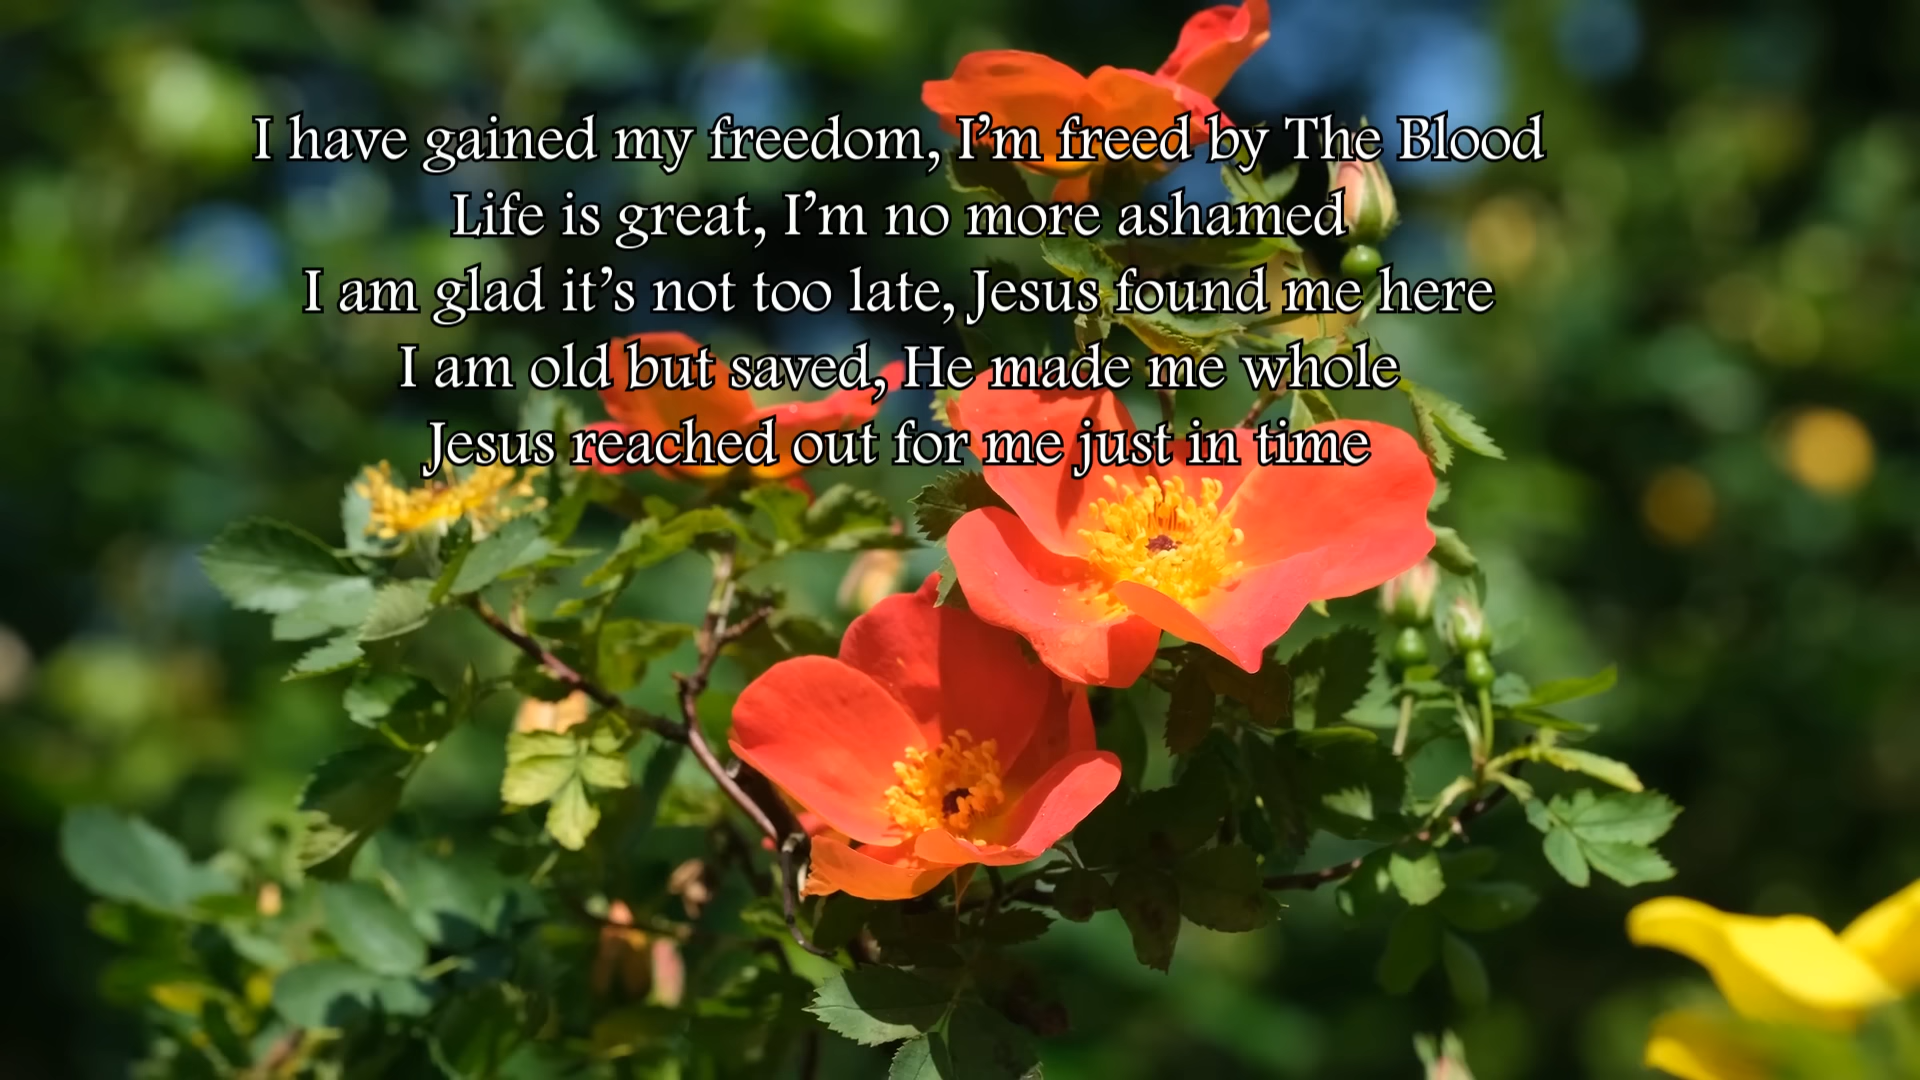 I have gained my freedom, I’m freed by The Blood
Life is great, I’m no more ashamed
I am glad it’s not too late, Jesus found me here
I am old but saved, He made me whole
Jesus reached out for me just in time